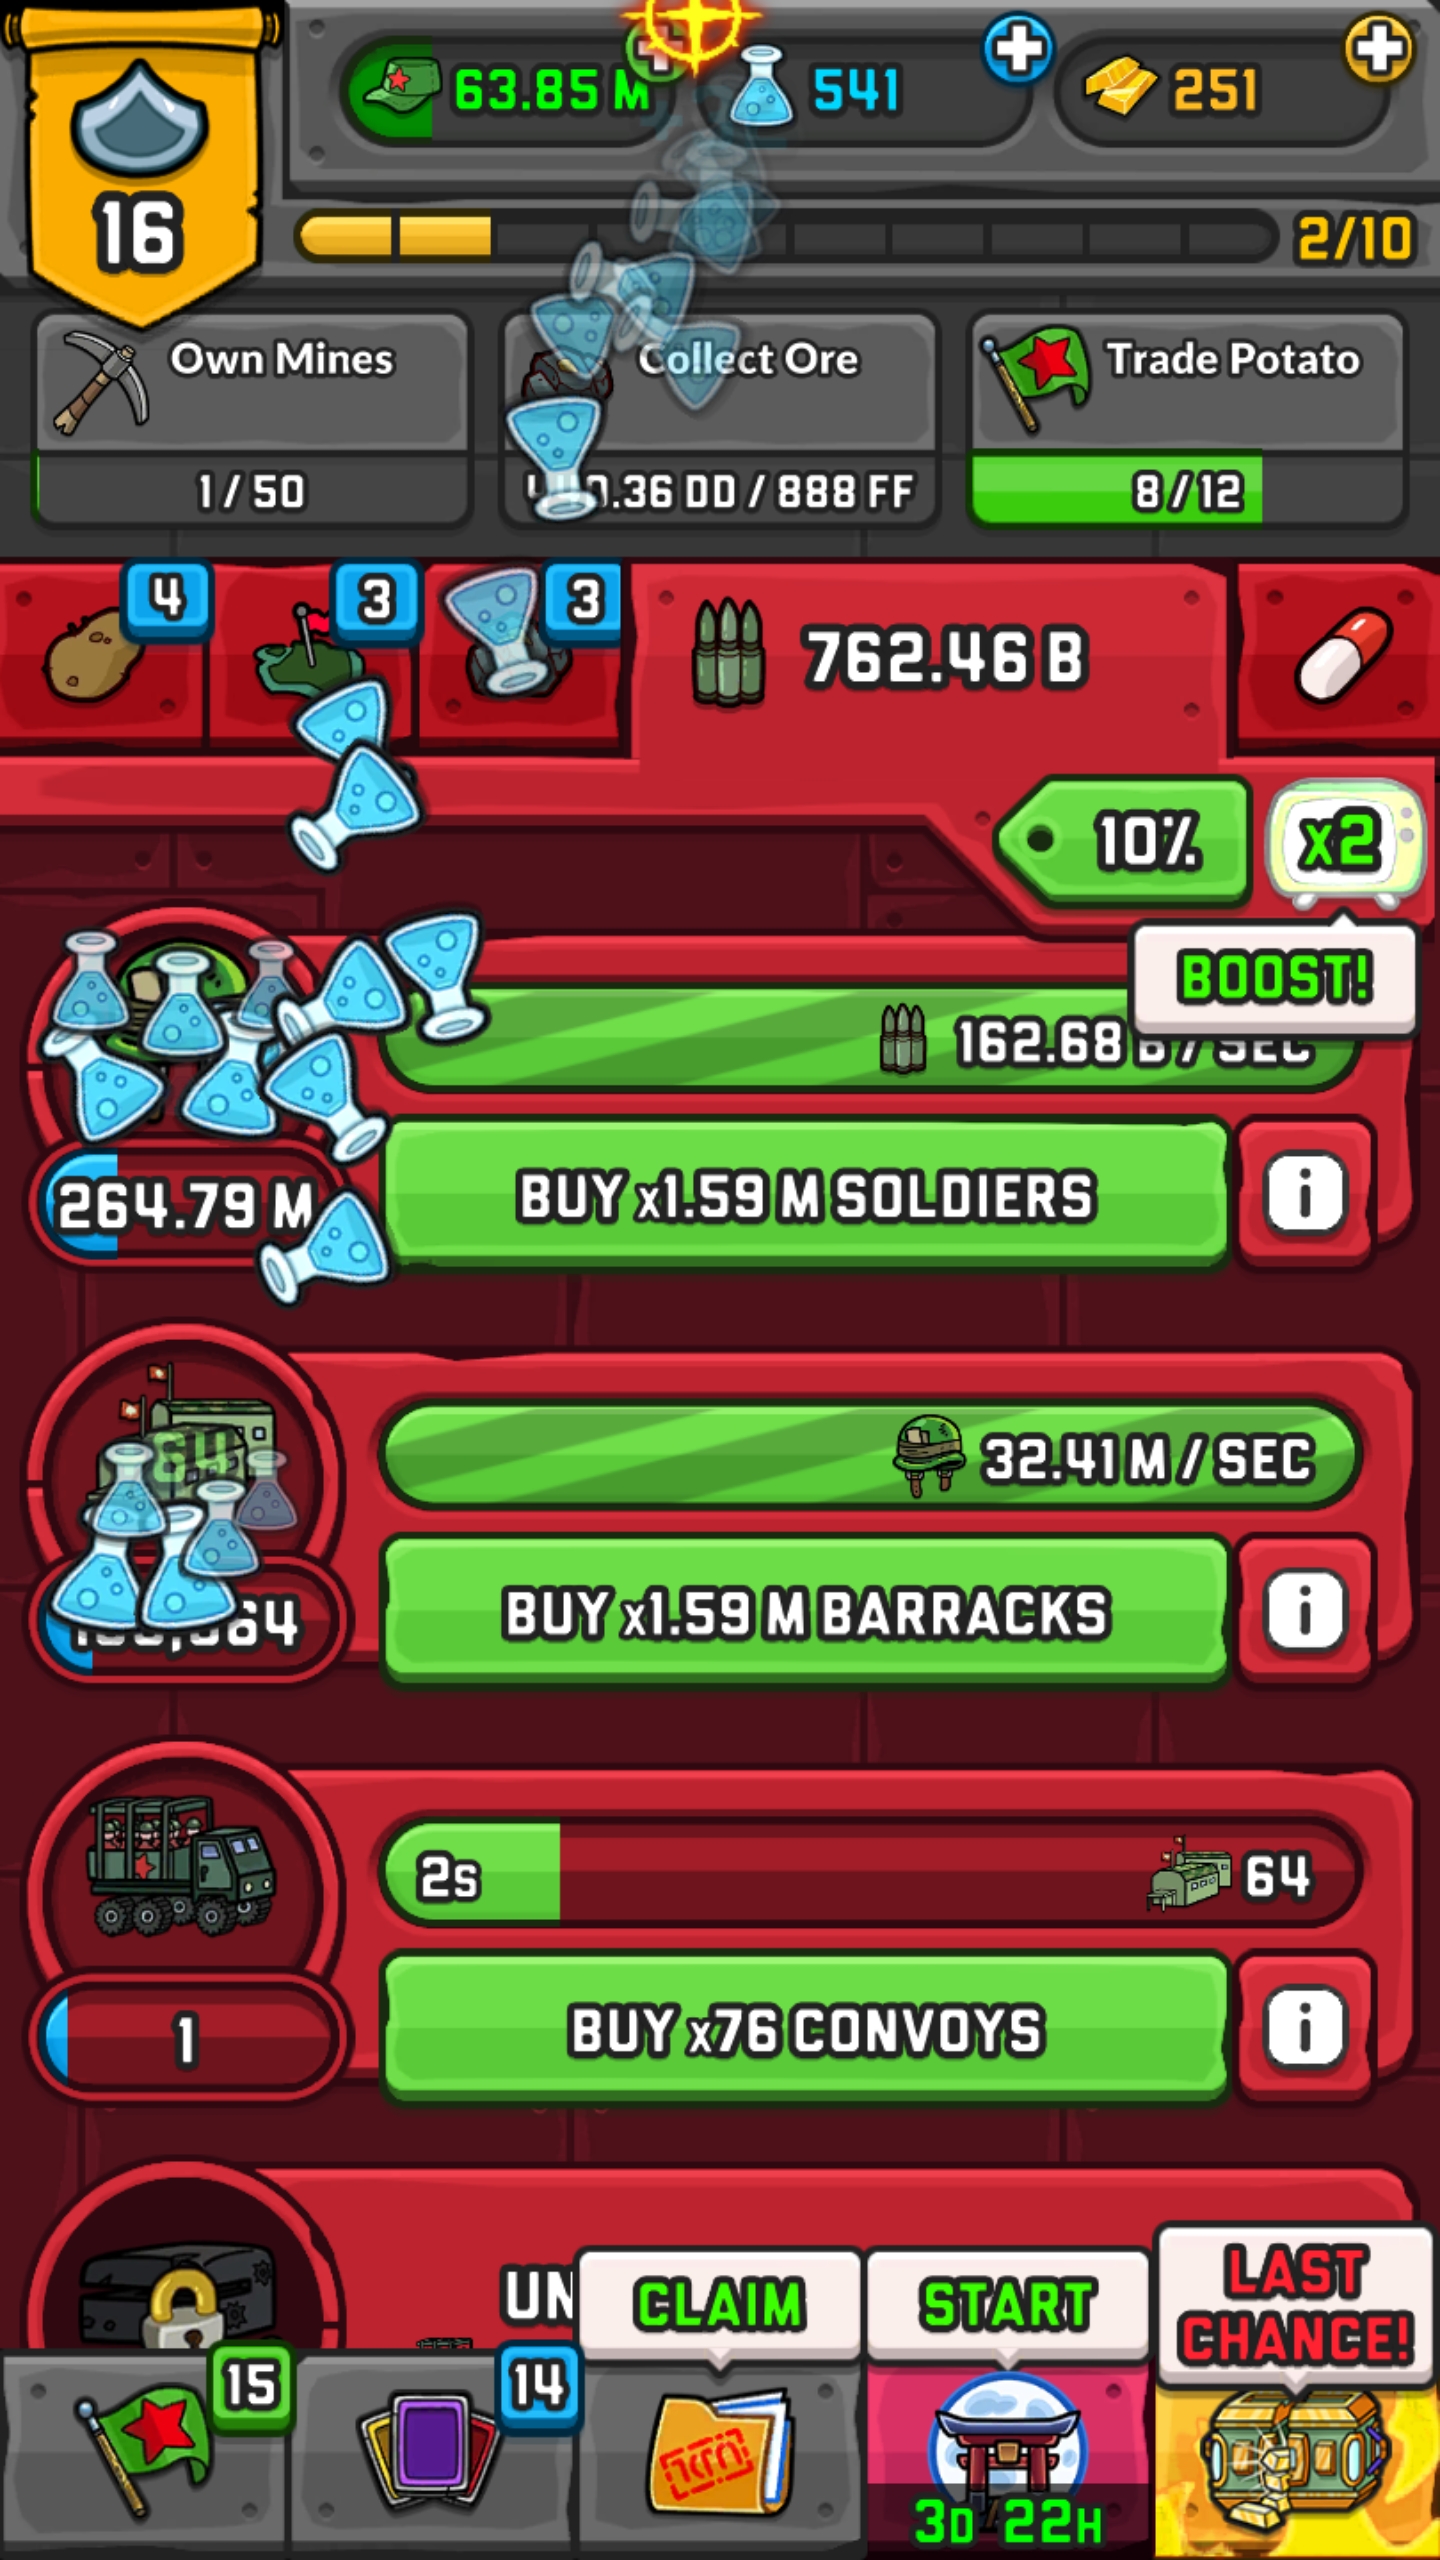 63.85 M
541
251
16
2/10
Own Mines
Collect Ore
Trade Potato
1 / 50
0.36 DD / 888 FF
8 / 12
4
3
3
762.46 B
10%
x2
BOOST!
162.68 B / SEC
264.79 M
BUY x1.59 M SOLDIERS
64
32.41 M / SEC
BUY x1.59 M BARRACKS
2s
64
1
BUY x76 CONVOYS
CLAIM
START
LAST
CHANCE!
15
14
3D 22H